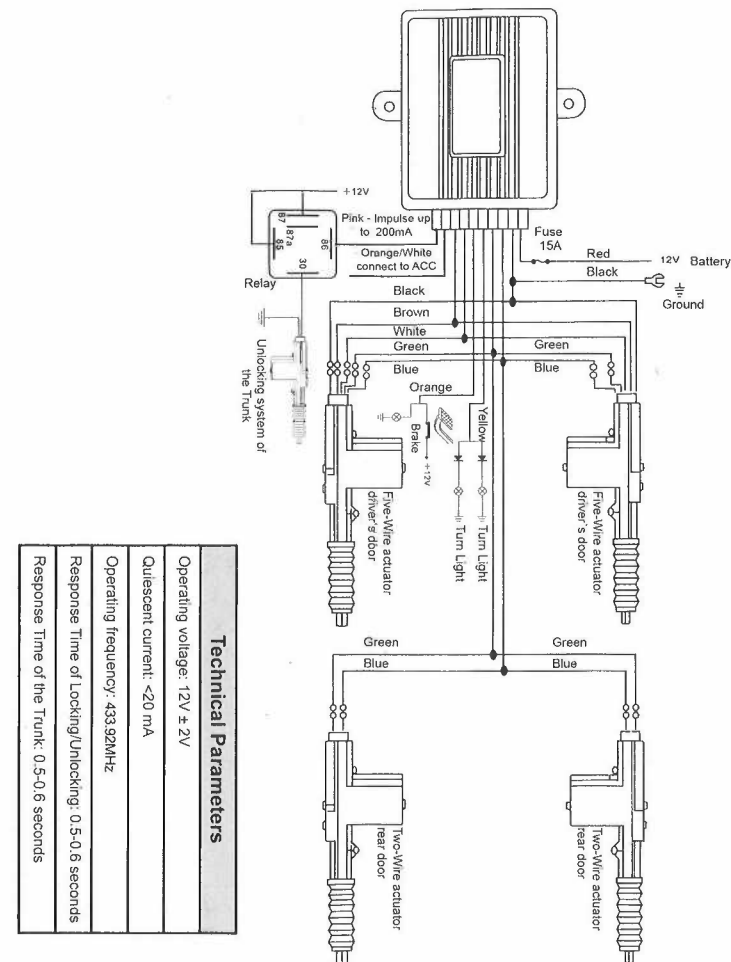 +12V
87
87a
85
86
30
Relay
Pink - Impulse up
to 200mA
Orange/White
connect to ACC
Fuse
15A
Red
12V Battery
Black
Ground
Black
Brown
White
Green
Green
Blue
Blue
Orange
Yellow
Brake
+12V
Turn Light
Turn Light
Unlocking system of
the Trunk
Five-Wire actuator
driver's door
Five-Wire actuator
driver's door
Green
Green
Blue
Blue
Two-Wire actuator
rear door
Two-Wire actuator
rear door
Technical Parameters
Operating voltage: 12V ± 2V
Quiescent current: <20 mA
Operating frequency: 433.92MHz
Response Time of Locking/Unlocking: 0.5-0.6 seconds
Response Time of the Trunk: 0.5-0.6 seconds